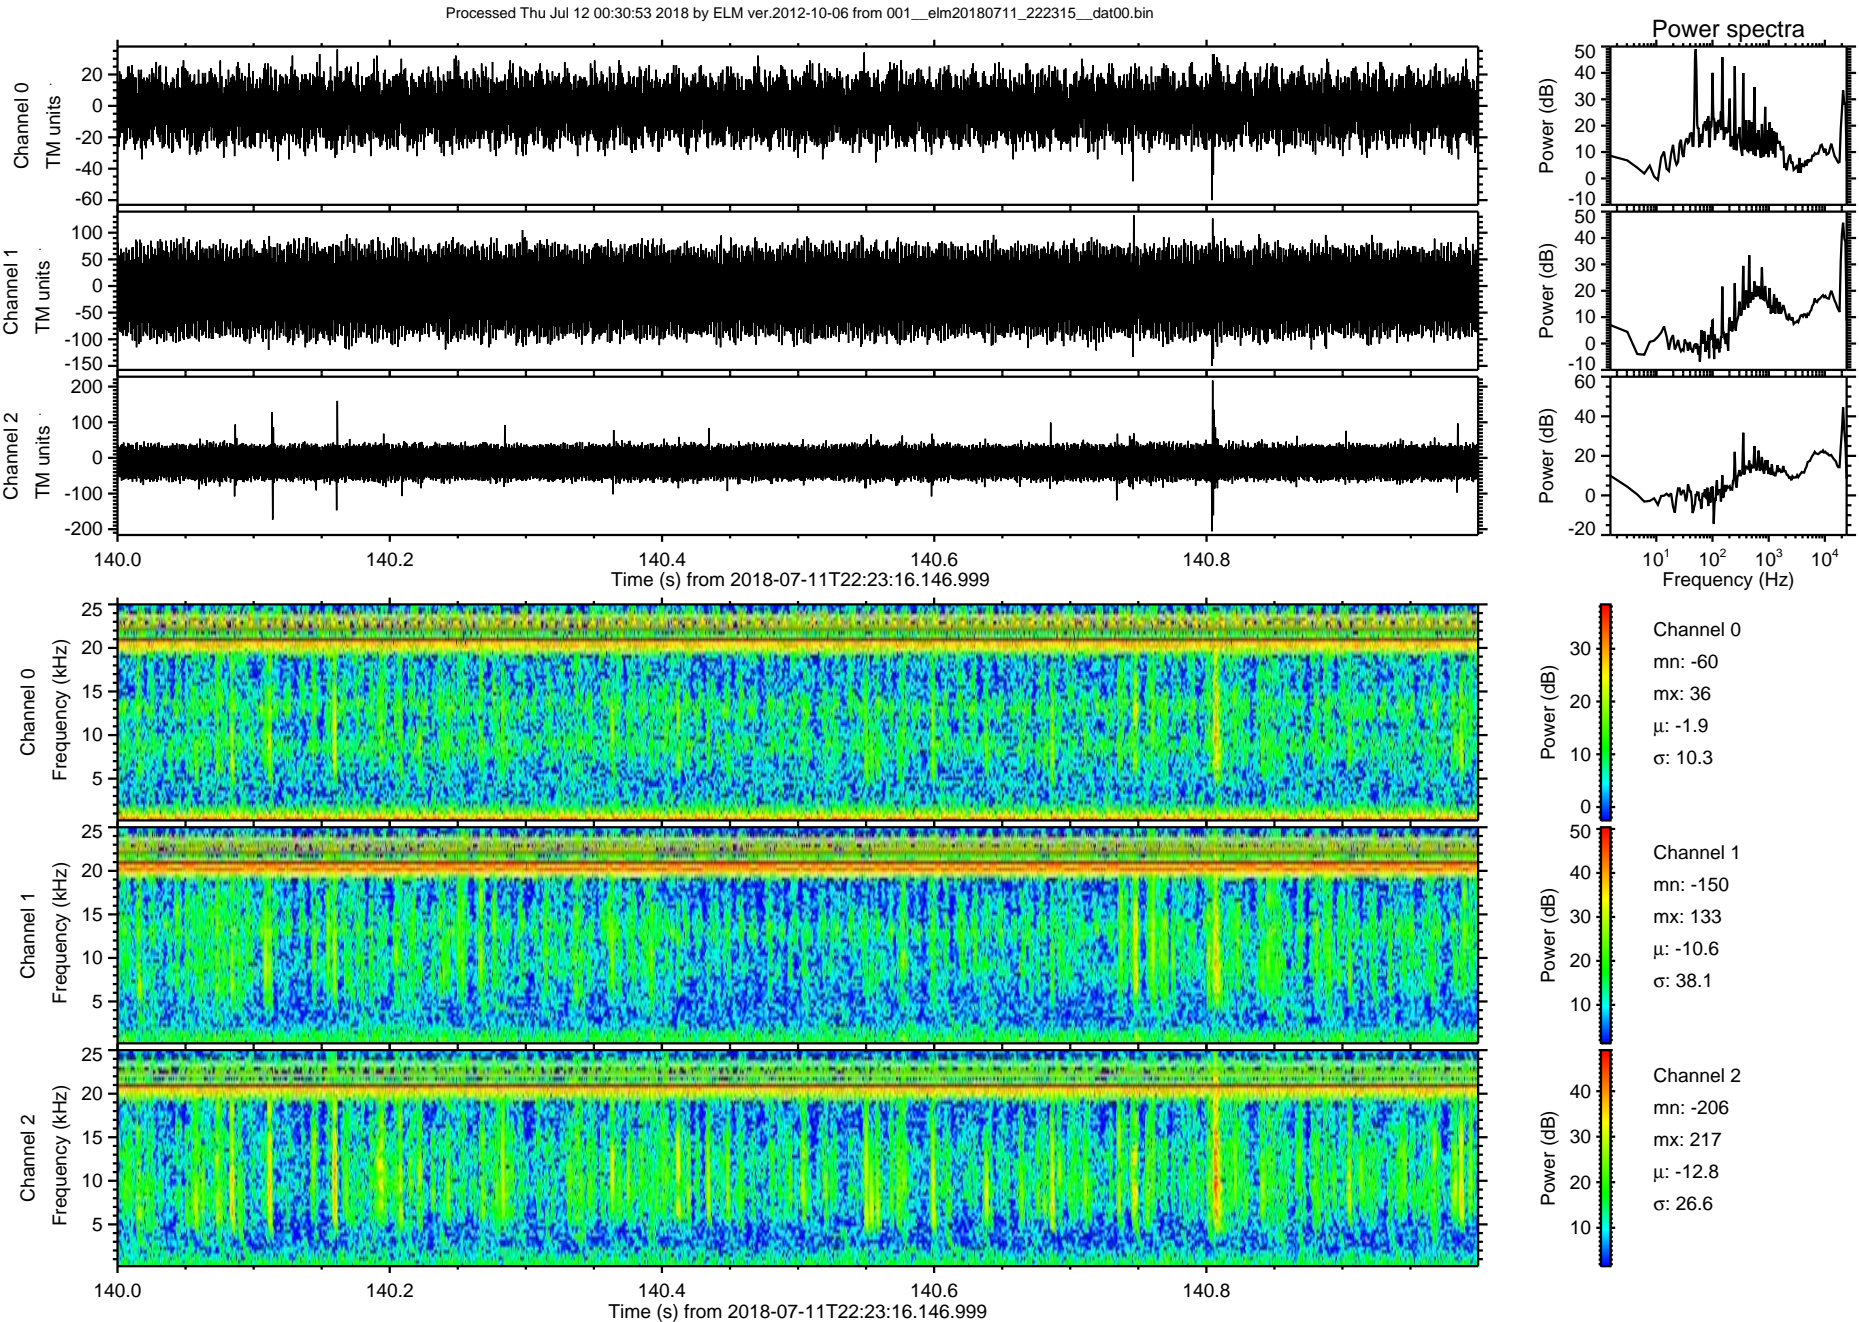 Processed Thu Jul 12 00:30:53 2018 by ELM ver.2012-10-06 from 001__elm20180711_222315__dat00.bin
Power spectra
Channel 0
TM units
20
0
-20
-40
-60
Power (dB)
50
40
30
20
10
0
-10
Channel 1
TM units
100
50
0
-50
-100
-150
Power (dB)
50
40
30
20
10
0
-10
Channel 2
TM units
200
100
0
-100
-200
Power (dB)
60
40
20
0
-20
140.0 140.2 140.4 140.6 140.8
Time (s) from 2018-07-11T22:23:16.146.999
10^1 10^2 10^3 10^4
Frequency (Hz)
Channel 0
Frequency (kHz)
25
20
15
10
5
Power (dB)
30
20
10
0
Channel 0
mn: -60
mx: 36
μ: -1.9
σ: 10.3
Channel 1
Frequency (kHz)
25
20
15
10
5
Power (dB)
50
40
30
20
10
Channel 1
mn: -150
mx: 133
μ: -10.6
σ: 38.1
Channel 2
Frequency (kHz)
25
20
15
10
5
Power (dB)
40
30
20
10
Channel 2
mn: -206
mx: 217
μ: -12.8
σ: 26.6
140.0 140.2 140.4 140.6 140.8
Time (s) from 2018-07-11T22:23:16.146.999